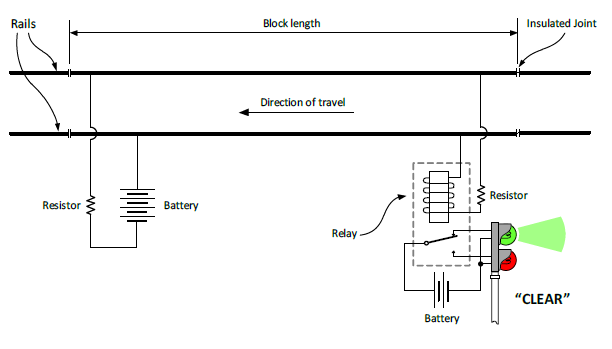 Rails
Block length
Insulated Joint
Direction of travel
Resistor
Battery
Resistor
Relay
Battery
“CLEAR”